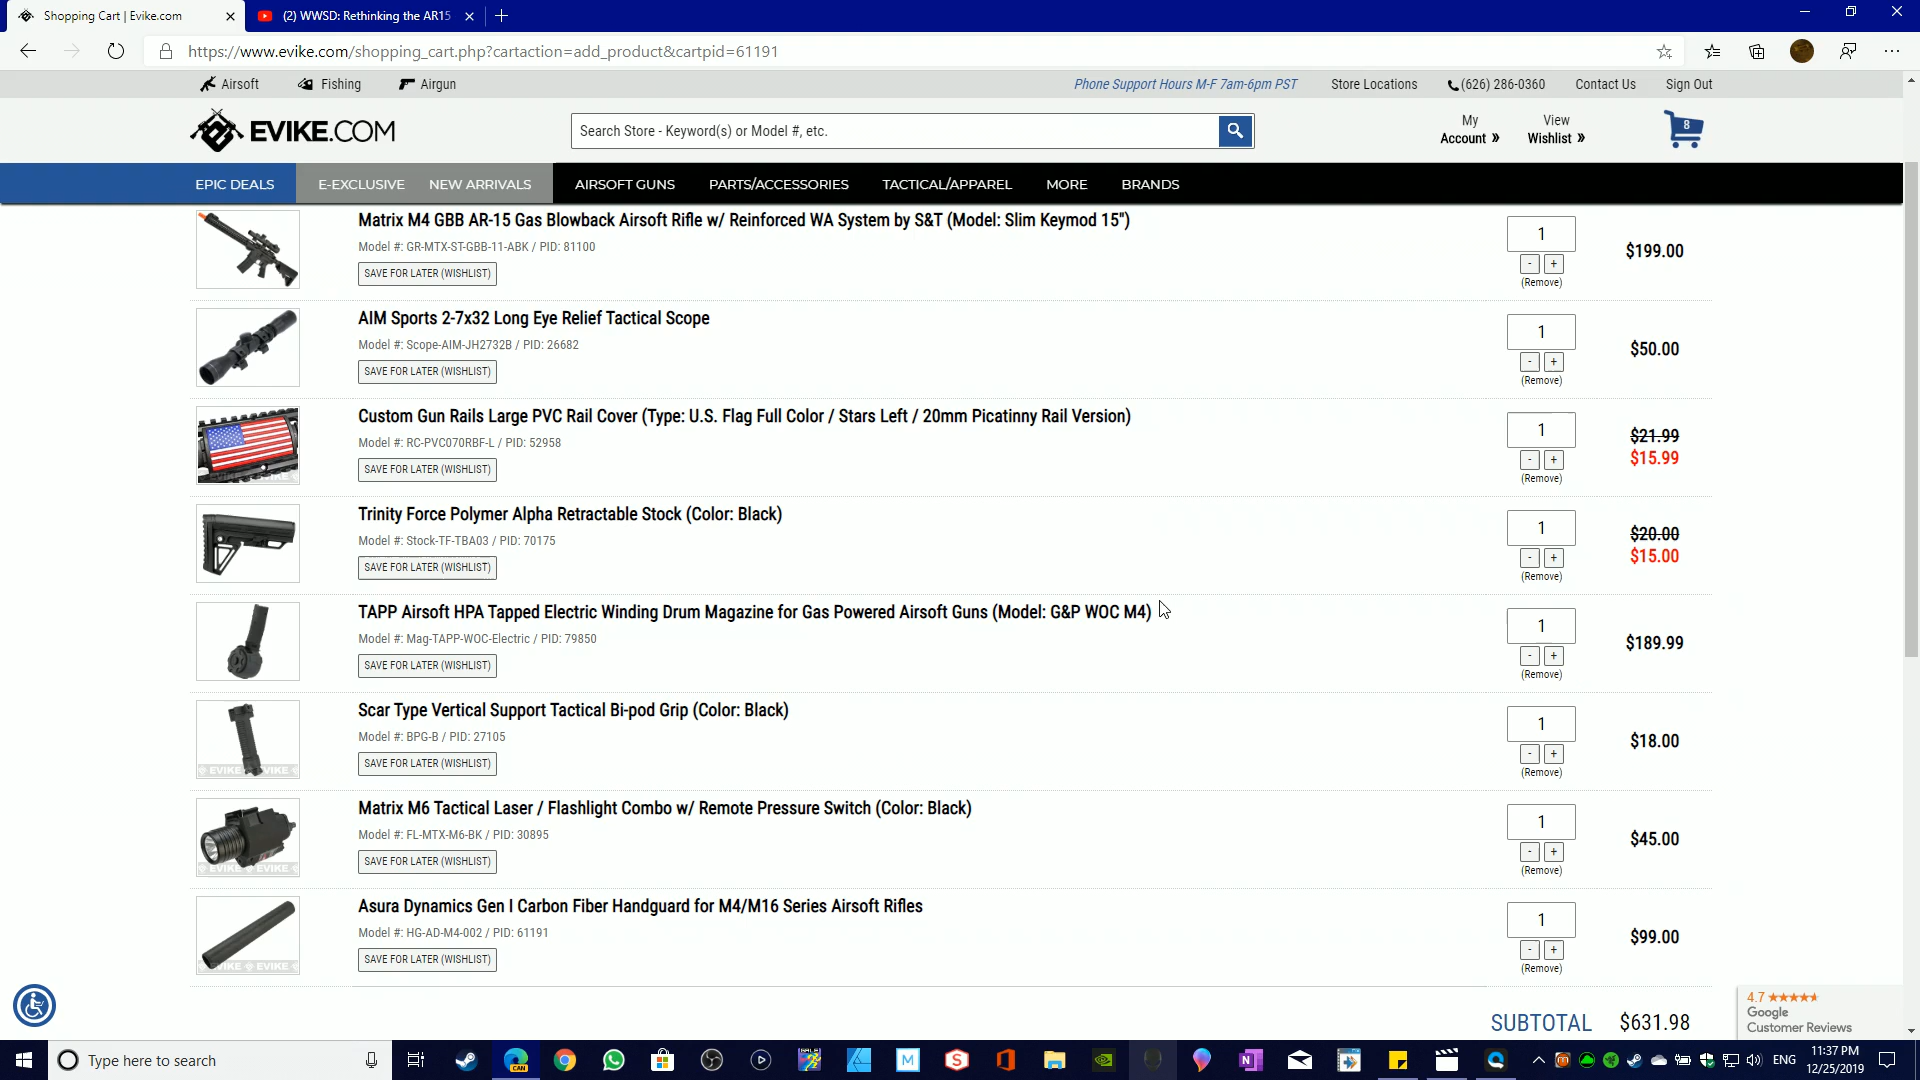 Shopping Cart | Evike.com
(2) WWSD: Rethinking the AR15
https://www.evike.com/shopping_cart.php?cartaction=add_product&cartpid=61191
Airsoft Fishing Airgun Phone Support Hours M-F 7am-6pm PST Store Locations (626) 286-0360 Contact Us Sign Out
EVIKE.COM
Search Store - Keyword(s) or Model #, etc.
My Account »
View Wishlist »
8
EPIC DEALS E-EXCLUSIVE NEW ARRIVALS AIRSOFT GUNS PARTS/ACCESSORIES TACTICAL/APPAREL MORE BRANDS
Matrix M4 GBB AR-15 Gas Blowback Airsoft Rifle w/ Reinforced WA System by S&T (Model: Slim Keymod 15")
Model #: GR-MTX-ST-GBB-11-ABK / PID: 81100
SAVE FOR LATER (WISHLIST)
1
- +
(Remove)
$199.00
AIM Sports 2-7x32 Long Eye Relief Tactical Scope
Model #: Scope-AIM-JH2732B / PID: 26682
SAVE FOR LATER (WISHLIST)
1
- +
(Remove)
$50.00
Custom Gun Rails Large PVC Rail Cover (Type: U.S. Flag Full Color / Stars Left / 20mm Picatinny Rail Version)
Model #: RC-PVC070RBF-L / PID: 52958
SAVE FOR LATER (WISHLIST)
1
- +
(Remove)
$21.99
$15.99
Trinity Force Polymer Alpha Retractable Stock (Color: Black)
Model #: Stock-TF-TBA03 / PID: 70175
SAVE FOR LATER (WISHLIST)
1
- +
(Remove)
$20.00
$15.00
TAPP Airsoft HPA Tapped Electric Winding Drum Magazine for Gas Powered Airsoft Guns (Model: G&P WOC M4)
Model #: Mag-TAPP-WOC-Electric / PID: 79850
SAVE FOR LATER (WISHLIST)
1
- +
(Remove)
$189.99
Scar Type Vertical Support Tactical Bi-pod Grip (Color: Black)
Model #: BPG-B / PID: 27105
SAVE FOR LATER (WISHLIST)
EVIKE EVIKE
1
- +
(Remove)
$18.00
Matrix M6 Tactical Laser / Flashlight Combo w/ Remote Pressure Switch (Color: Black)
Model #: FL-MTX-M6-BK / PID: 30895
SAVE FOR LATER (WISHLIST)
EVIKE EVIKE
1
- +
(Remove)
$45.00
Asura Dynamics Gen I Carbon Fiber Handguard for M4/M16 Series Airsoft Rifles
Model #: HG-AD-M4-002 / PID: 61191
SAVE FOR LATER (WISHLIST)
EVIKE EVIKE
1
- +
(Remove)
$99.00
SUBTOTAL $631.98
4.7
Google
Customer Reviews
Type here to search
CAN
ENG
11:37 PM
12/25/2019